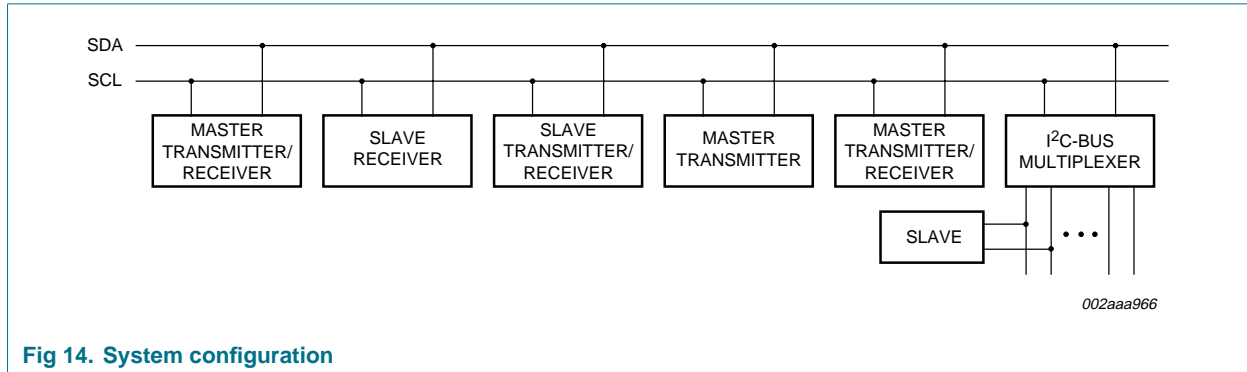 SDA
SCL
MASTER
TRANSMITTER/
RECEIVER
SLAVE
RECEIVER
SLAVE
TRANSMITTER/
RECEIVER
MASTER
TRANSMITTER
MASTER
TRANSMITTER/
RECEIVER
I²C-BUS
MULTIPLEXER
SLAVE
002aaa966
Fig 14. System configuration